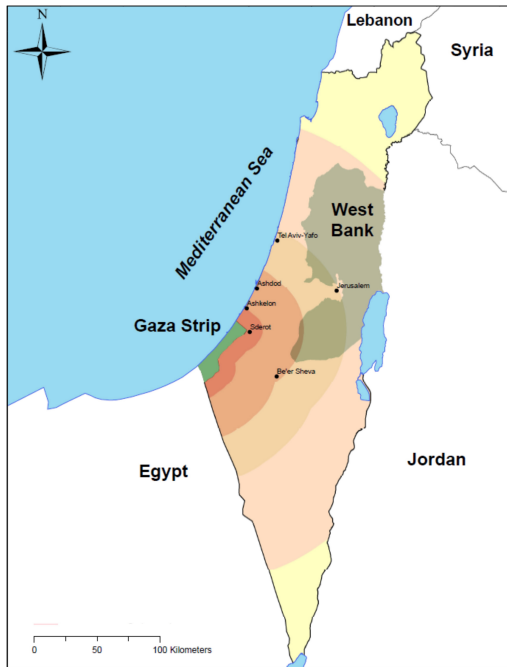 Lebanon
N
Syria
Mediterranean Sea
West
Bank
Tel Aviv-Yafo
Jerusalem
Ashdod
Ashkelon
Gaza Strip
Sderot
Be'er Sheva
Jordan
Egypt
0 50 100 Kilometers